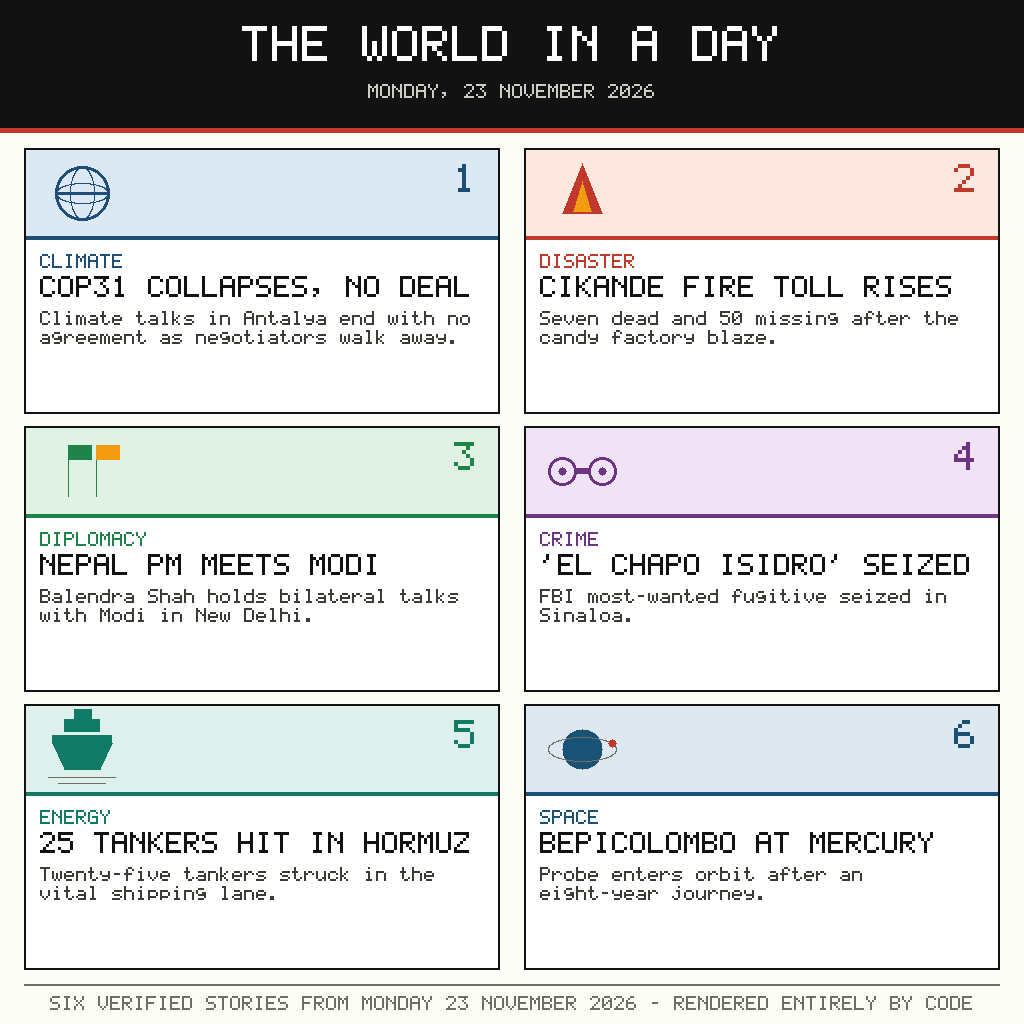 THE WORLD IN A DAY
MONDAY, 23 NOVEMBER 2026
1
CLIMATE
COP31 COLLAPSES, NO DEAL
Climate talks in Antalya end with no
agreement as negotiators walk away.
2
DISASTER
CIKANDE FIRE TOLL RISES
Seven dead and 50 missing after the
candy factory blaze.
3
DIPLOMACY
NEPAL PM MEETS MODI
Balendra Shah holds bilateral talks
with Modi in New Delhi.
4
CRIME
'EL CHAPO ISIDRO' SEIZED
FBI most-wanted fugitive seized in
Sinaloa.
5
ENERGY
25 TANKERS HIT IN HORMUZ
Twenty-five tankers struck in the
vital shipping lane.
6
SPACE
BEPICOLOMBO AT MERCURY
Probe enters orbit after an
eight-year journey.
SIX VERIFIED STORIES FROM MONDAY 23 NOVEMBER 2026 - RENDERED ENTIRELY BY CODE